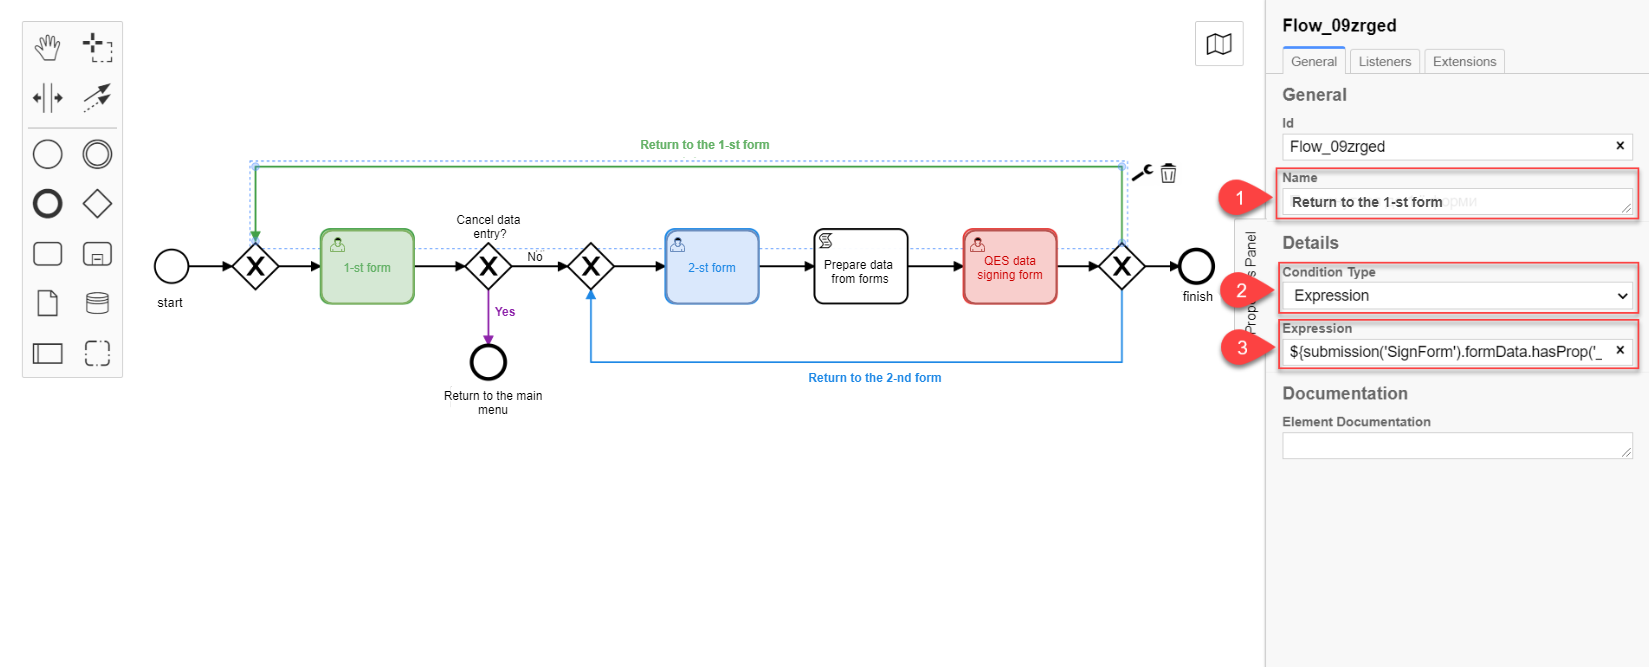 Return to the 1-st form
Cancel data
entry?
No
1-st form
2-st form
Prepare data
from forms
QES data
signing form
start
finish
Yes
Return to the main
menu
Return to the 2-nd form
Properties Panel
Flow_09zrged
General
Listeners
Extensions
General
Id
Flow_09zrged
1
Name
Return to the 1-st form
Details
2
Condition Type
Expression
3
Expression
${submission('SignForm').formData.hasProp('_
Documentation
Element Documentation